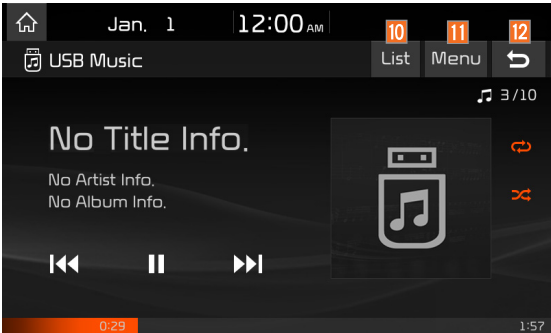 Jan. 1 12:00 AM
10 11 12
USB Music List Menu
3/10
No Title Info.
No Artist Info.
No Album Info.
0:29 1:57